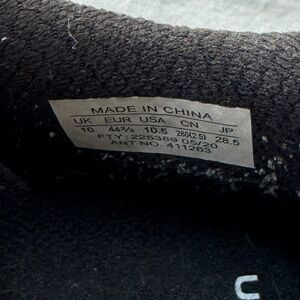 MADE IN CHINA
UK EUR USA CN JP
10 44⅔ 10.5 280(2.5) 28.5
FTY: 225389 05/20
ART NO. 411263